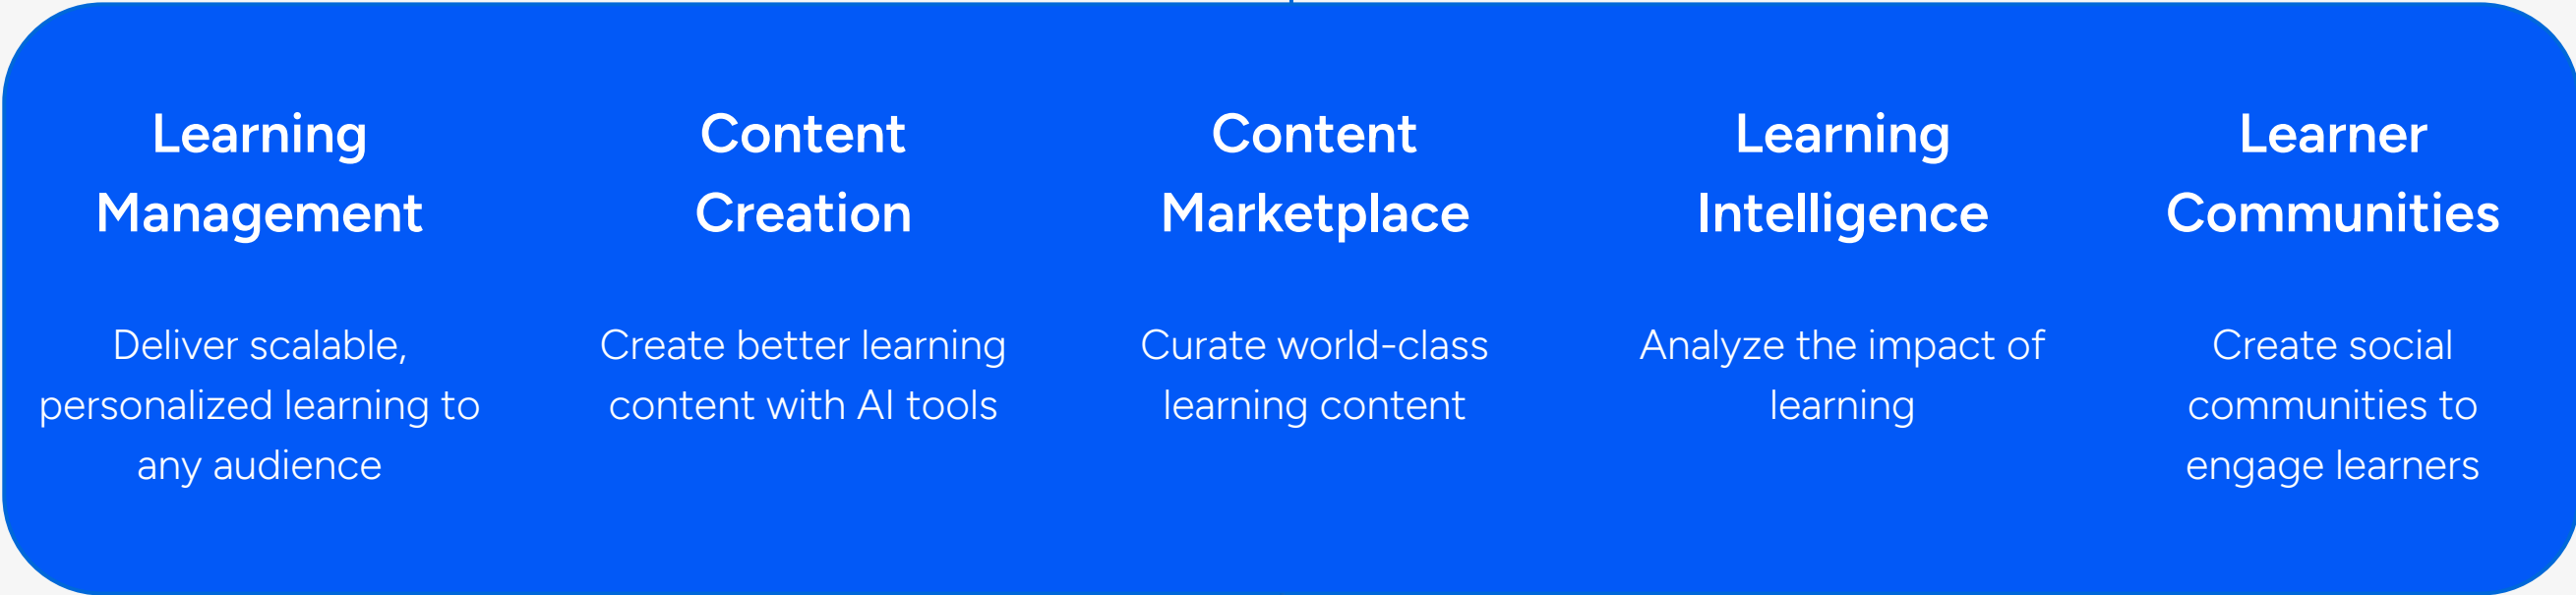 Learning
Management
Deliver scalable,
personalized learning to
any audience
Content
Creation
Create better learning
content with AI tools
Content
Marketplace
Curate world-class
learning content
Learning
Intelligence
Analyze the impact of
learning
Learner
Communities
Create social
communities to
engage learners